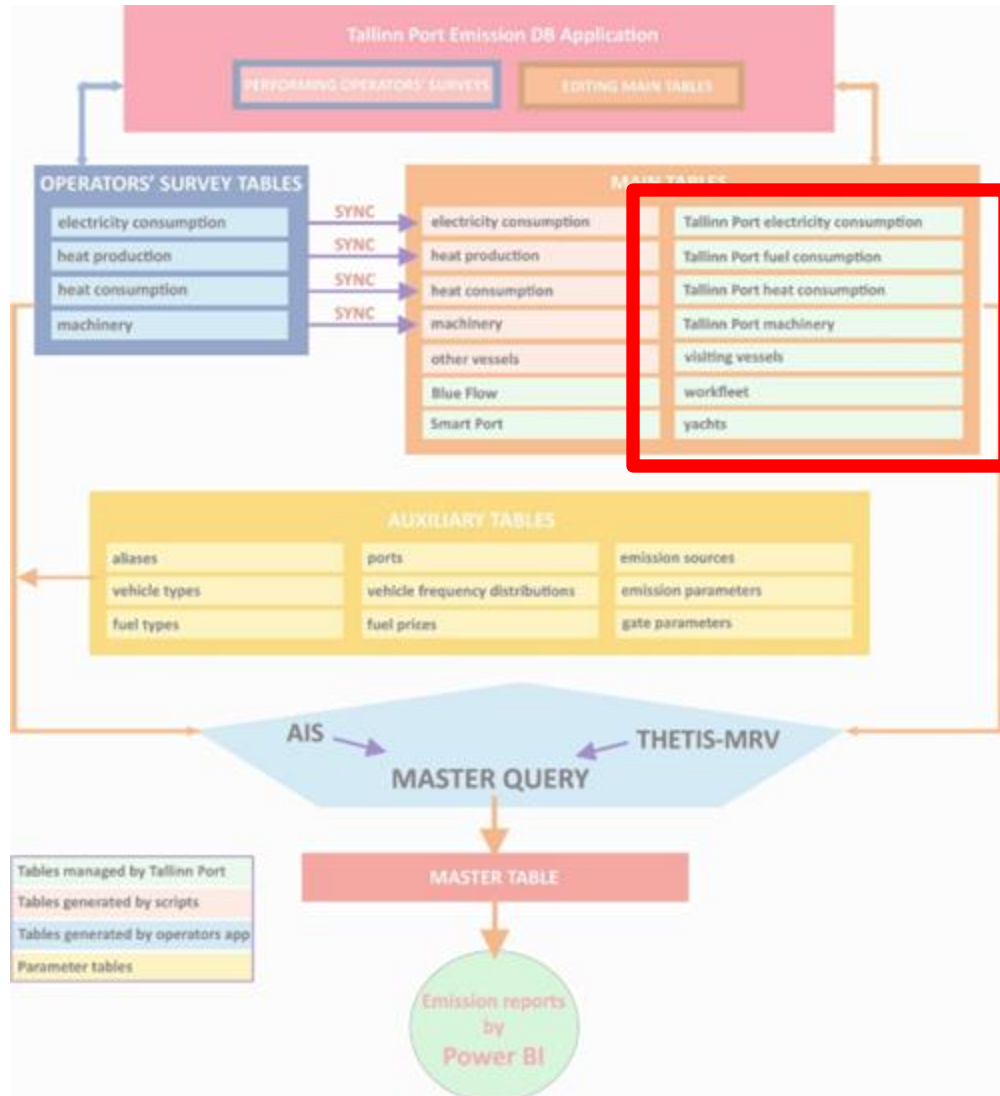 Tallinn Port Emission DB Application
PERFORMING OPERATORS' SURVEYS
EDITING MAIN TABLES
OPERATORS' SURVEY TABLES
electricity consumption
heat production
heat consumption
machinery
SYNC
SYNC
SYNC
SYNC
MAIN TABLES
electricity consumption
heat production
heat consumption
machinery
other vessels
Blue Flow
Smart Port
Tallinn Port electricity consumption
Tallinn Port fuel consumption
Tallinn Port heat consumption
Tallinn Port machinery
visiting vessels
workfleet
yachts
AUXILIARY TABLES
aliases
vehicle types
fuel types
ports
vehicle frequency distributions
fuel prices
emission sources
emission parameters
gate parameters
AIS
THETIS-MRV
MASTER QUERY
MASTER TABLE
Tables managed by Tallinn Port
Tables generated by scripts
Tables generated by operators app
Parameter tables
Emission reports
by
Power BI